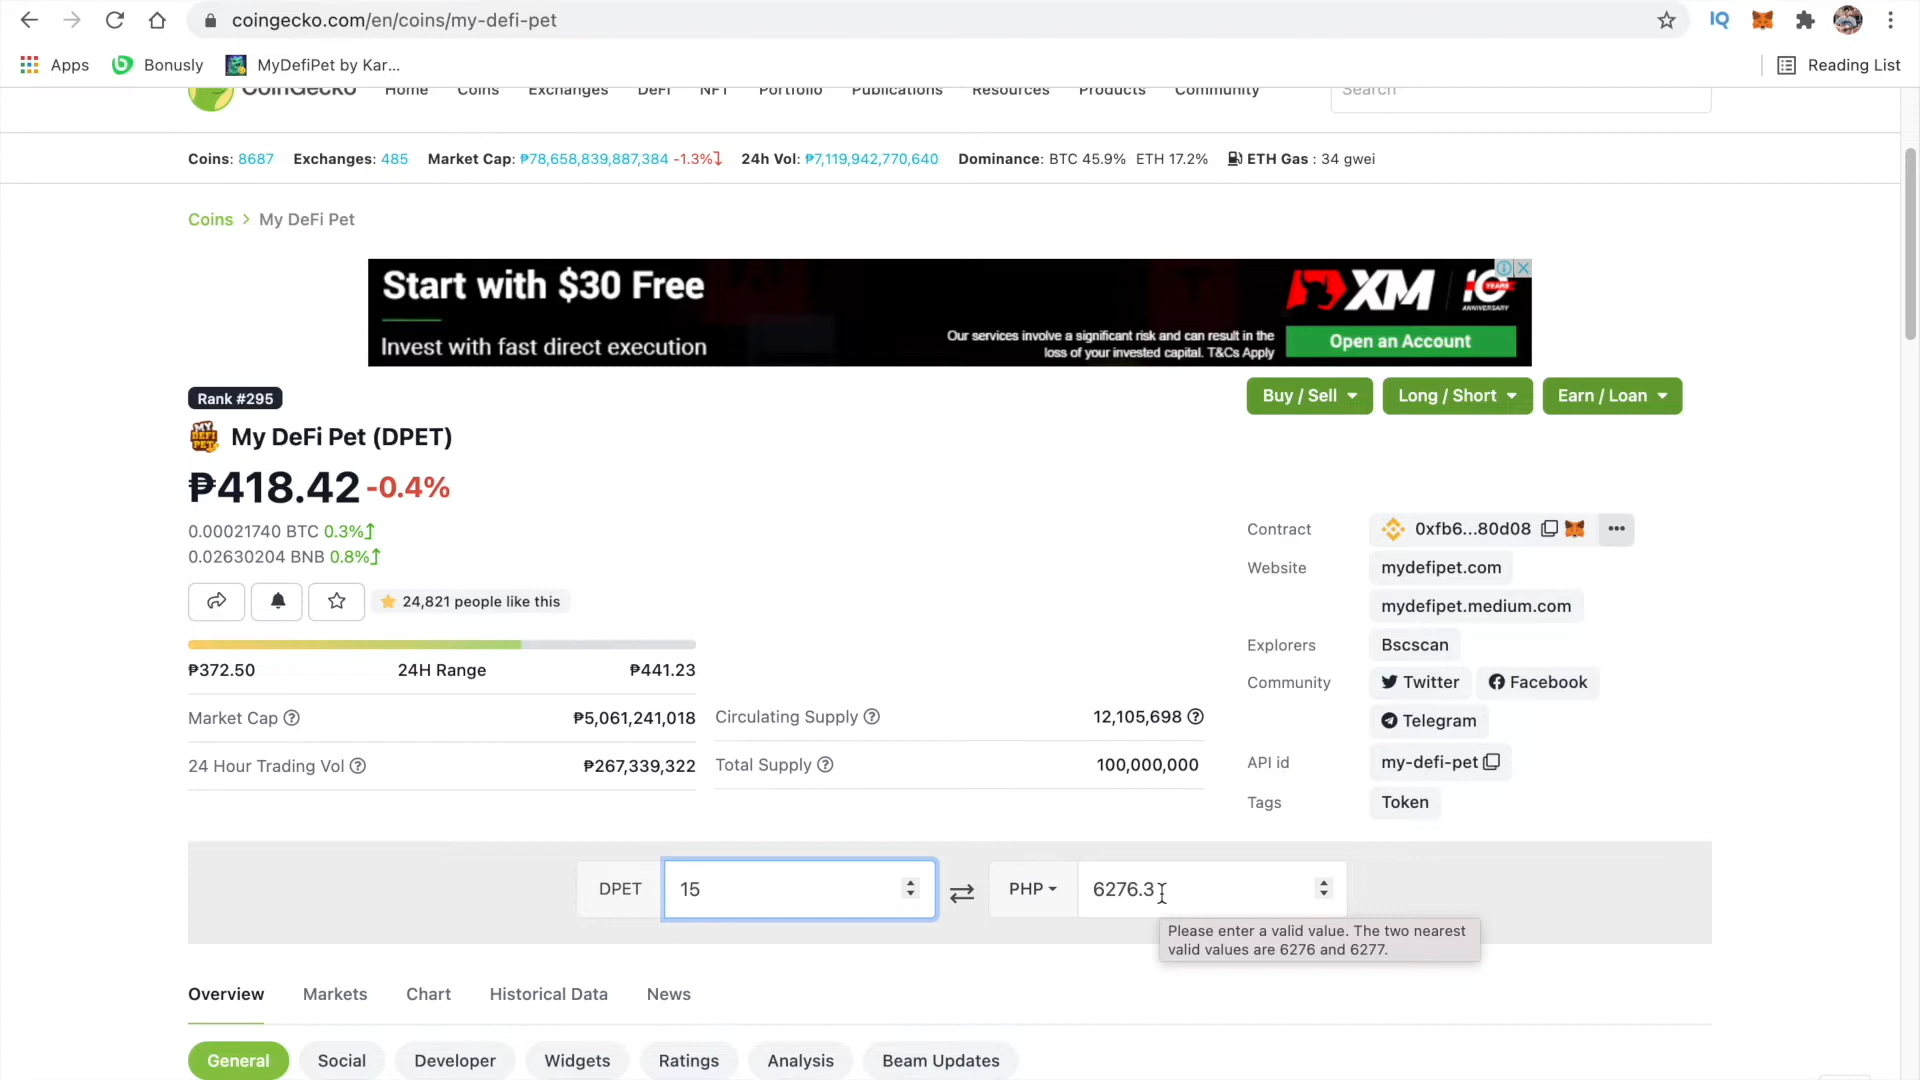 coingecko.com/en/coins/my-defi-pet
IQ
Apps
Bonusly
MyDefiPet by Kar...
Reading List
CoinGecko
Home
Coins
Exchanges
DeFi
NFT
Portfolio
Publications
Resources
Products
Community
Search
Coins: 8687
Exchanges: 485
Market Cap: ₱78,658,839,887,384 -1.3%
24h Vol: ₱7,119,942,770,640
Dominance: BTC 45.9% ETH 17.2%
ETH Gas : 34 gwei
Coins > My DeFi Pet
Start with $30 Free
Invest with fast direct execution
Our services involve a significant risk and can result in the
loss of your invested capital. T&Cs Apply
XM
10
YEARS
ANNIVERSARY
Open an Account
Rank #295
Buy / Sell
Long / Short
Earn / Loan
MY
DEFI
PET
My DeFi Pet (DPET)
₱418.42 -0.4%
0.00021740 BTC 0.3%
0.02630204 BNB 0.8%
24,821 people like this
₱372.50
24H Range
₱441.23
Market Cap
₱5,061,241,018
24 Hour Trading Vol
₱267,339,322
Circulating Supply
12,105,698
Total Supply
100,000,000
Contract
0xfb6...80d08
•••
Website
mydefipet.com
mydefipet.medium.com
Explorers
Bscscan
Community
Twitter
Facebook
Telegram
API id
my-defi-pet
Tags
Token
DPET
15
PHP
6276.3
Please enter a valid value. The two nearest
valid values are 6276 and 6277.
Overview
Markets
Chart
Historical Data
News
General
Social
Developer
Widgets
Ratings
Analysis
Beam Updates